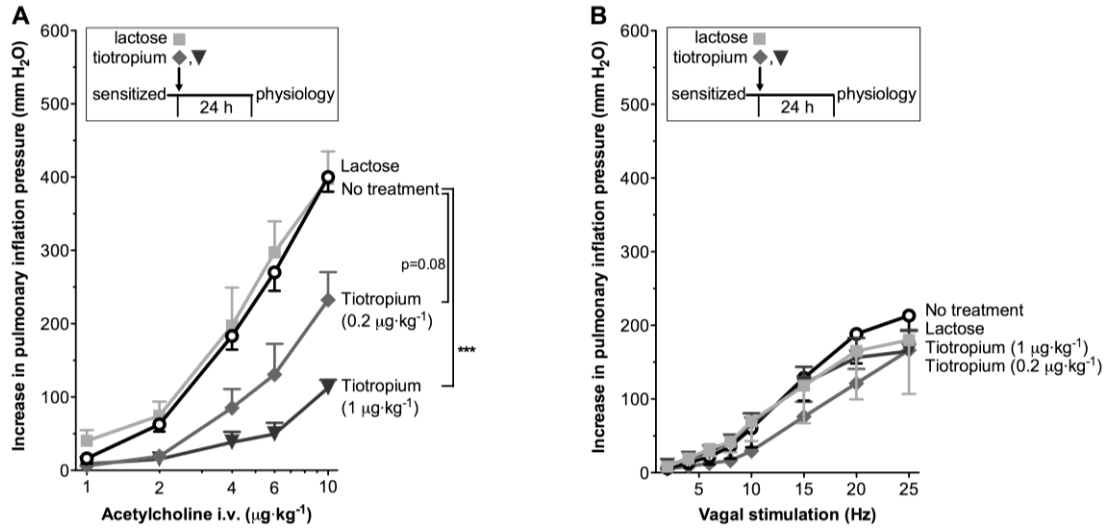 A
Increase in pulmonary inflation pressure (mm H₂O)
600
500
400
300
200
100
0
lactose
tiotropium ,
sensitized physiology
24 h
Lactose
No treatment
p=0.08
Tiotropium
(0.2 µg·kg⁻¹)
***
Tiotropium
(1 µg·kg⁻¹)
1 2 4 6 10
Acetylcholine i.v. (µg·kg⁻¹)
B
Increase in pulmonary inflation pressure (mm H₂O)
600
500
400
300
200
100
0
lactose
tiotropium ,
sensitized physiology
24 h
No treatment
Lactose
Tiotropium (1 µg·kg⁻¹)
Tiotropium (0.2 µg·kg⁻¹)
5 10 15 20 25
Vagal stimulation (Hz)